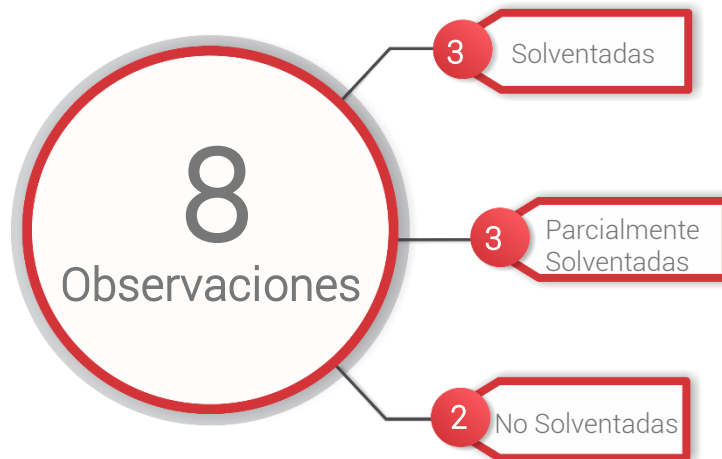 8
Observaciones
3
Solventadas
3
Parcialmente
Solventadas
2
No Solventadas